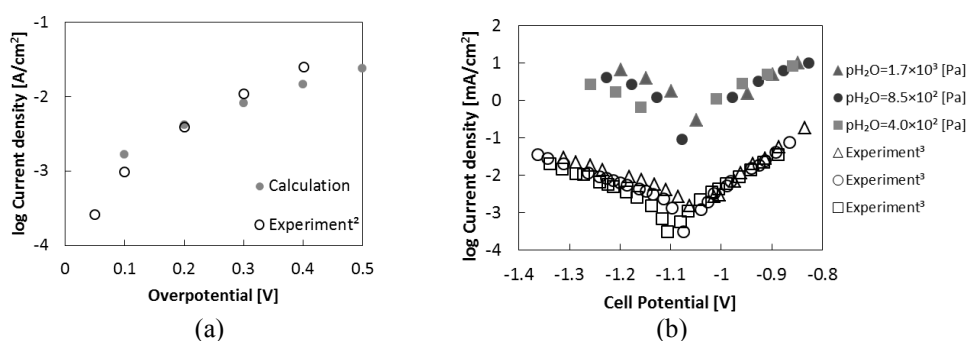 log Current density [A/cm²]
-1
-2
-3
-4
0
0.1
0.2
0.3
0.4
0.5
Overpotential [V]
Calculation
Experiment²
(a)
log Current density [mA/cm²]
2
1
0
-1
-2
-3
-4
-1.4
-1.3
-1.2
-1.1
-1
-0.9
-0.8
Cell Potential [V]
pH₂O=1.7×10³ [Pa]
pH₂O=8.5×10² [Pa]
pH₂O=4.0×10² [Pa]
Experiment³
Experiment³
Experiment³
(b)